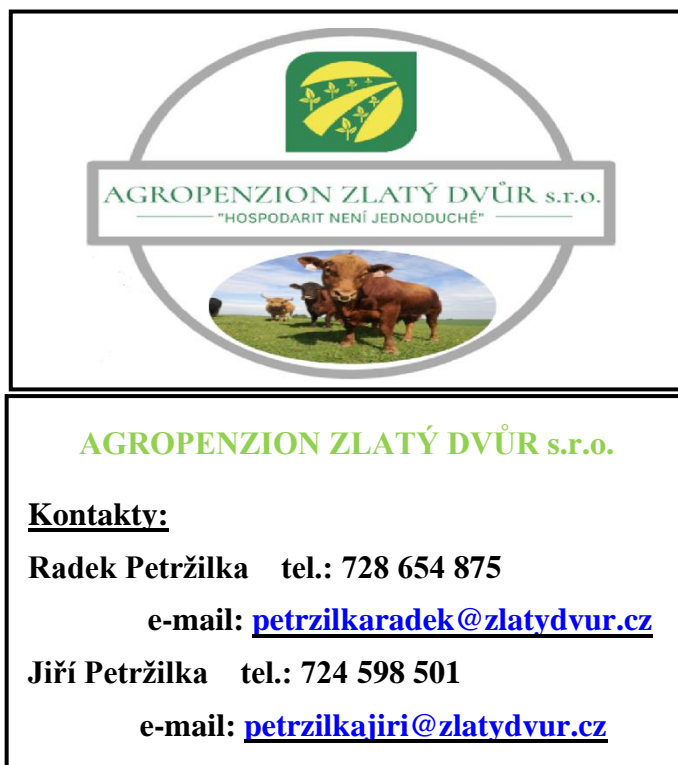 AGROPENZION ZLATÝ DVŮR s.r.o.
"HOSPODARIT NENÍ JEDNODUCHÉ"
AGROPENZION ZLATÝ DVŮR s.r.o.
Kontakty:
Radek Petržilka tel.: 728 654 875
e-mail: petrzilkaradek@zlatydvur.cz
Jiří Petržilka tel.: 724 598 501
e-mail: petrzilkajiri@zlatydvur.cz